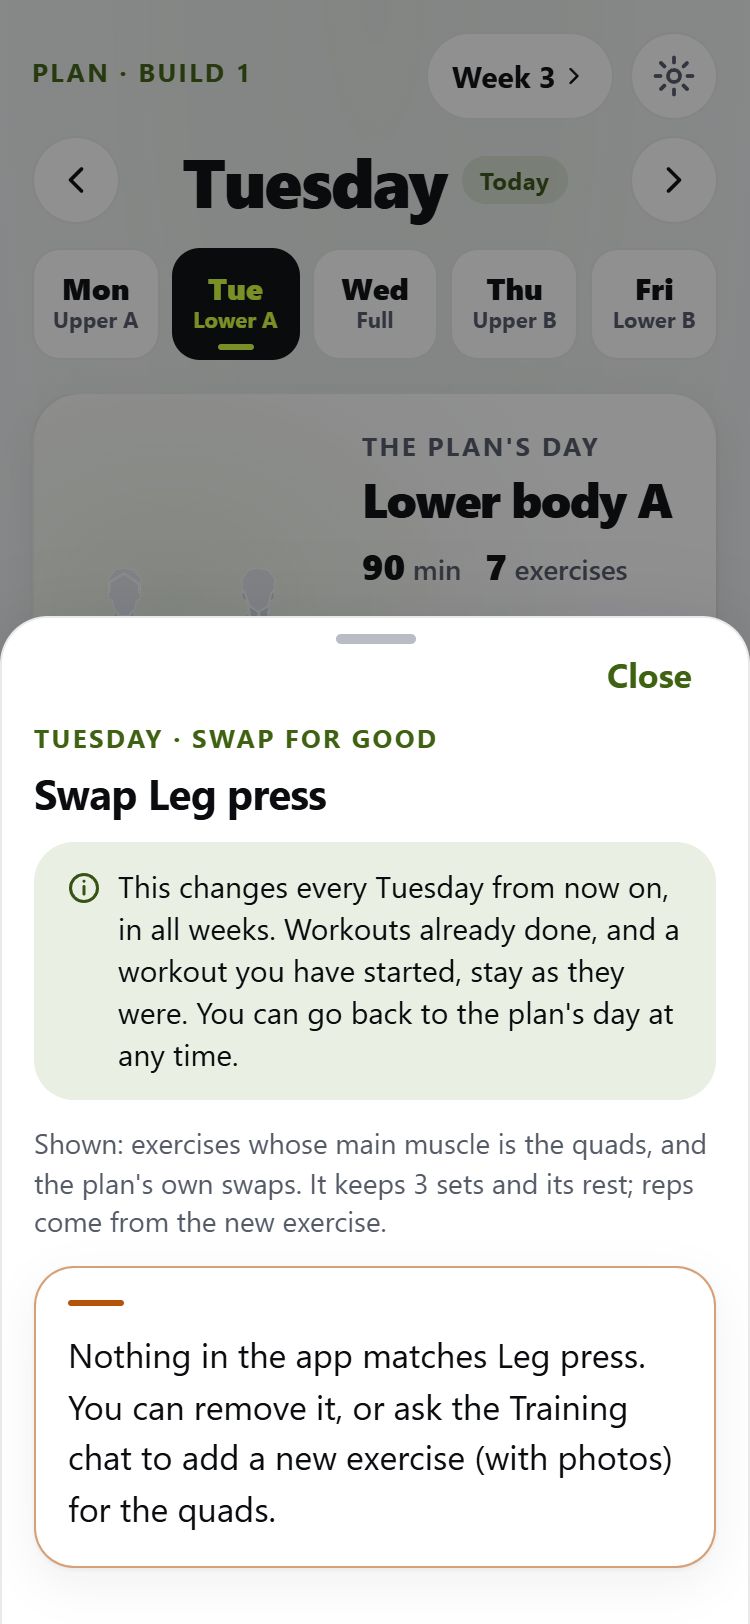 PLAN · BUILD 1
Week 3
Tuesday
Today
Mon
Upper A
Tue
Lower A
Wed
Full
Thu
Upper B
Fri
Lower B
THE PLAN'S DAY
Lower body A
90 min 7 exercises
Close
TUESDAY · SWAP FOR GOOD
Swap Leg press
This changes every Tuesday from now on,
in all weeks. Workouts already done, and a
workout you have started, stay as they
were. You can go back to the plan's day at
any time.
Shown: exercises whose main muscle is the quads, and
the plan's own swaps. It keeps 3 sets and its rest; reps
come from the new exercise.
Nothing in the app matches Leg press.
You can remove it, or ask the Training
chat to add a new exercise (with photos)
for the quads.